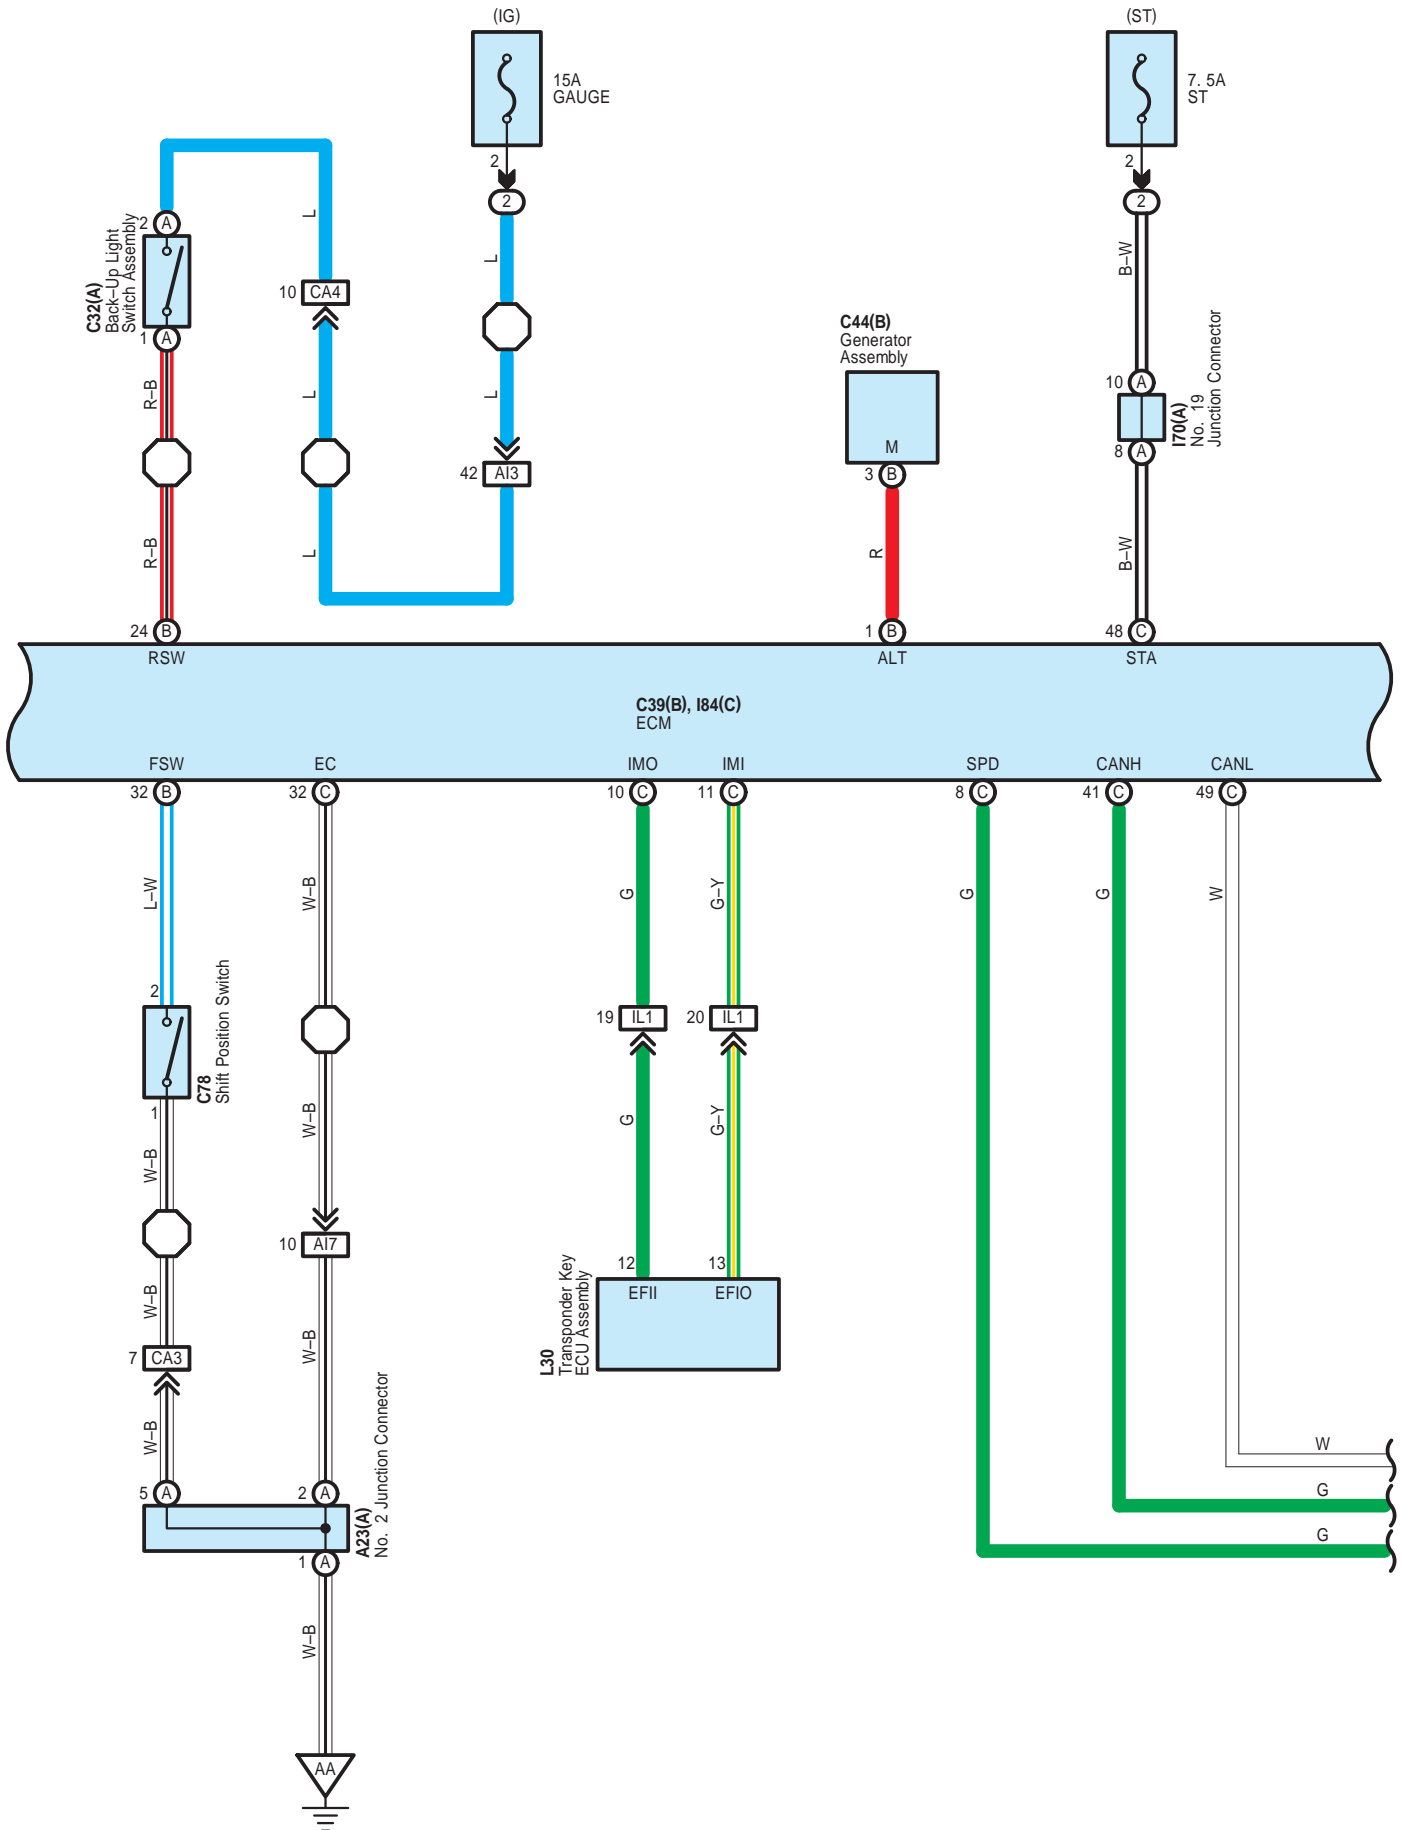 (IG)
15A
GAUGE
2
2
(ST)
7. 5A
ST
2
2
2 A
C32(A)
Back–Up Light
Switch Assembly
1 A
L
10 CA4
L
L
L
L
42 AI3
R–B
R–B
C44(B)
Generator
Assembly
M
3 B
R
B–W
10 A
I70(A)
No. 19
Junction Connector
8 A
B–W
24 B
1 B
48 C
RSW
ALT
STA
C39(B), I84(C)
ECM
FSW
EC
IMO
IMI
SPD
CANH
CANL
32 B
32 C
10 C
11 C
8 C
41 C
49 C
L–W
W–B
G
G–Y
G
G
W
2
C78
Shift Position Switch
1
19 IL1
20 IL1
W–B
W–B
G
G–Y
10 AI7
12
13
EFII
EFIO
L30
Transponder Key
ECU Assembly
W–B
W–B
7 CA3
W–B
W
G
G
5 A
2 A
A23(A)
No. 2 Junction Connector
1 A
W–B
AA